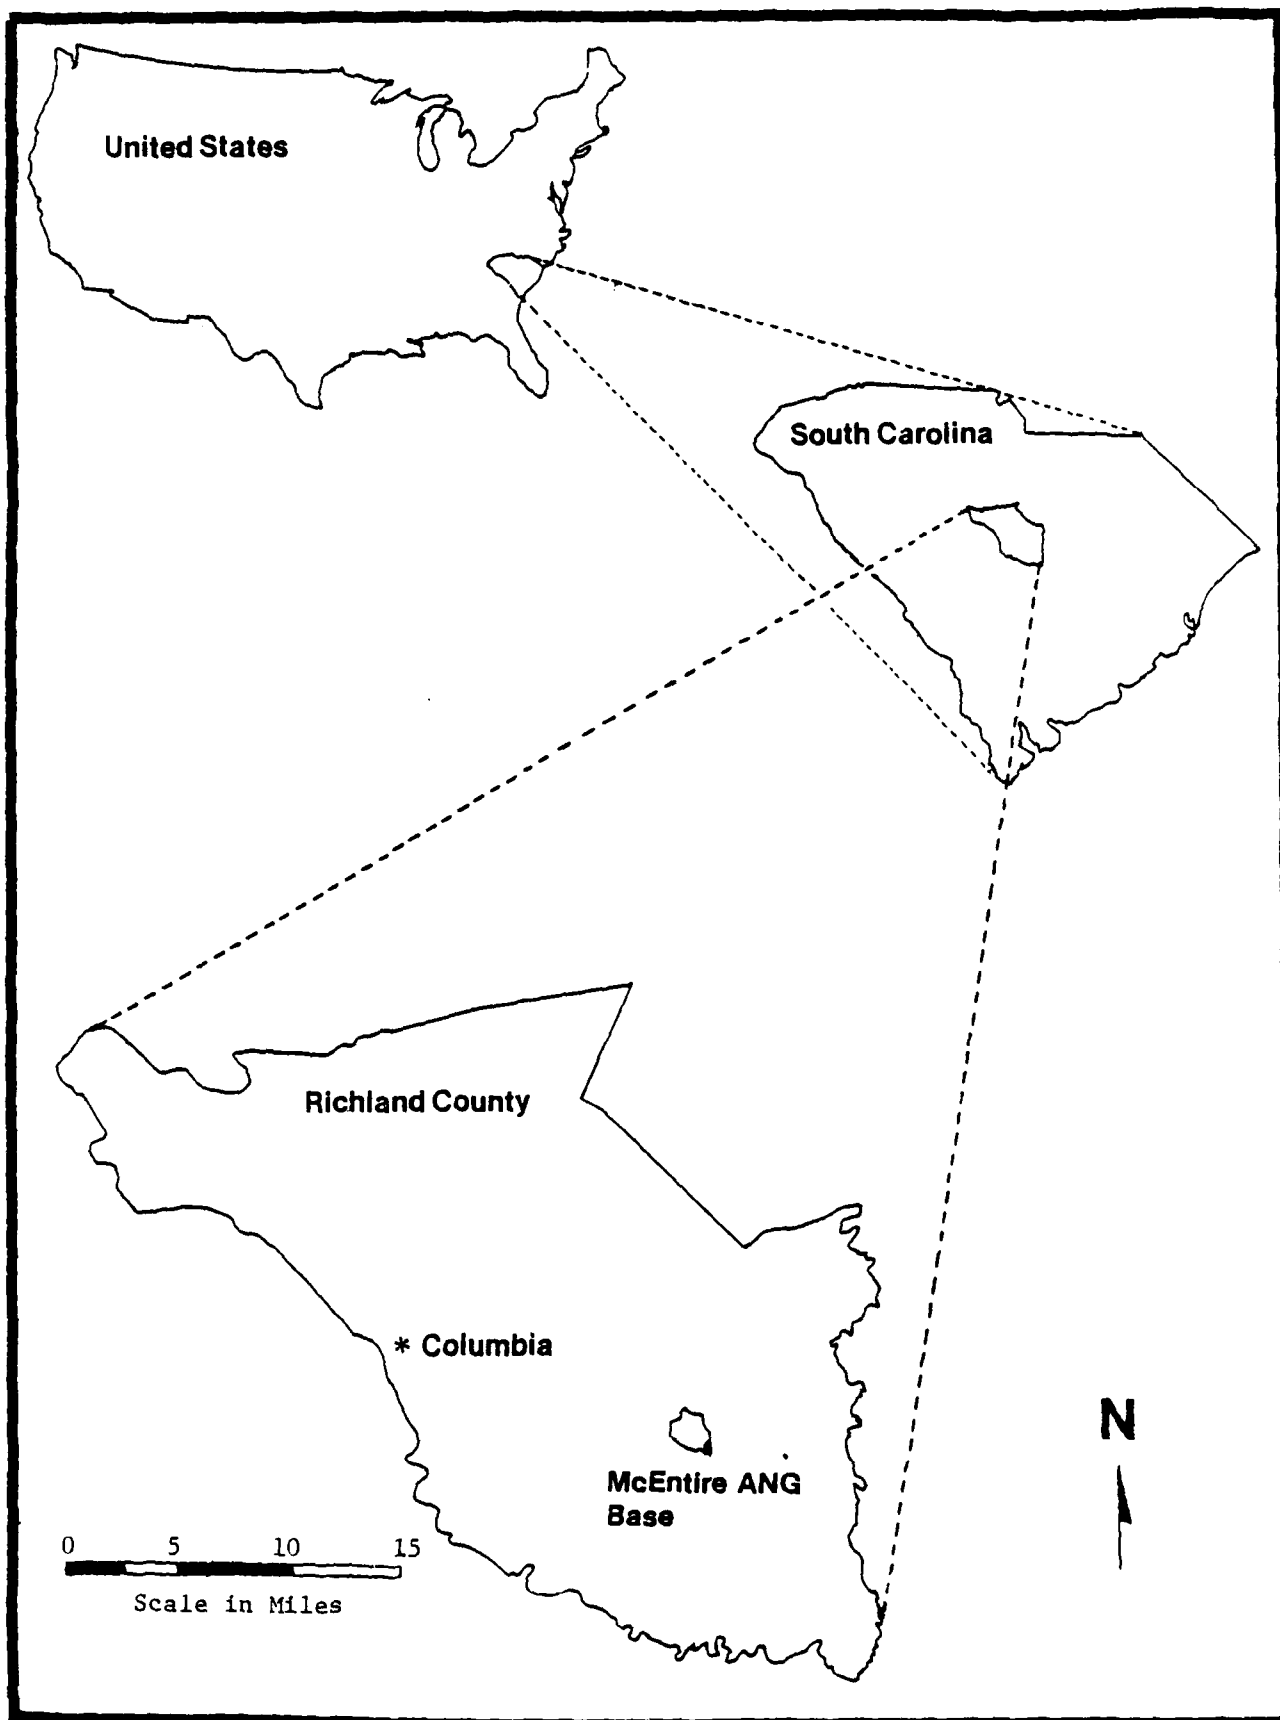 United States
South Carolina
Richland County
* Columbia
McEntire ANG
Base
N
0 5 10 15
Scale in Miles